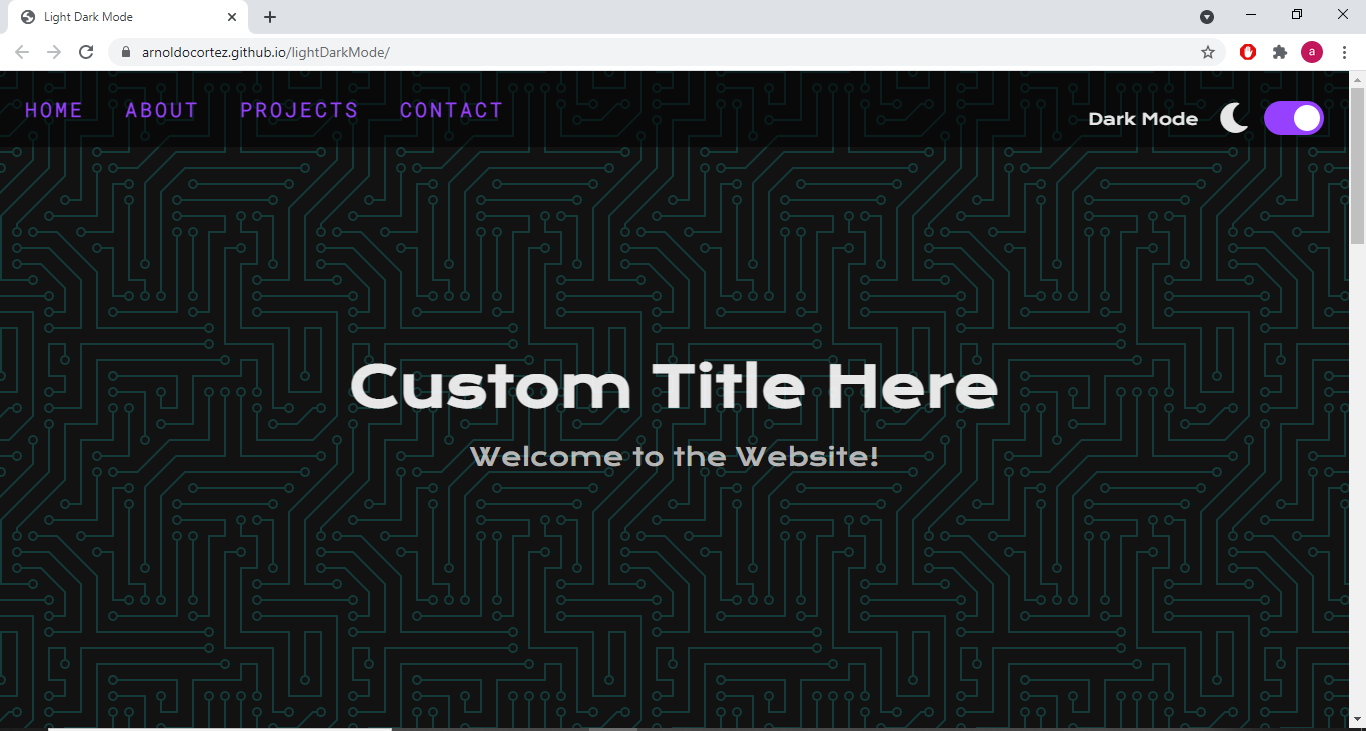 Light Dark Mode
arnoldocortez.github.io/lightDarkMode/
a
HOME ABOUT PROJECTS CONTACT
Dark Mode
Custom Title Here
Welcome to the Website!